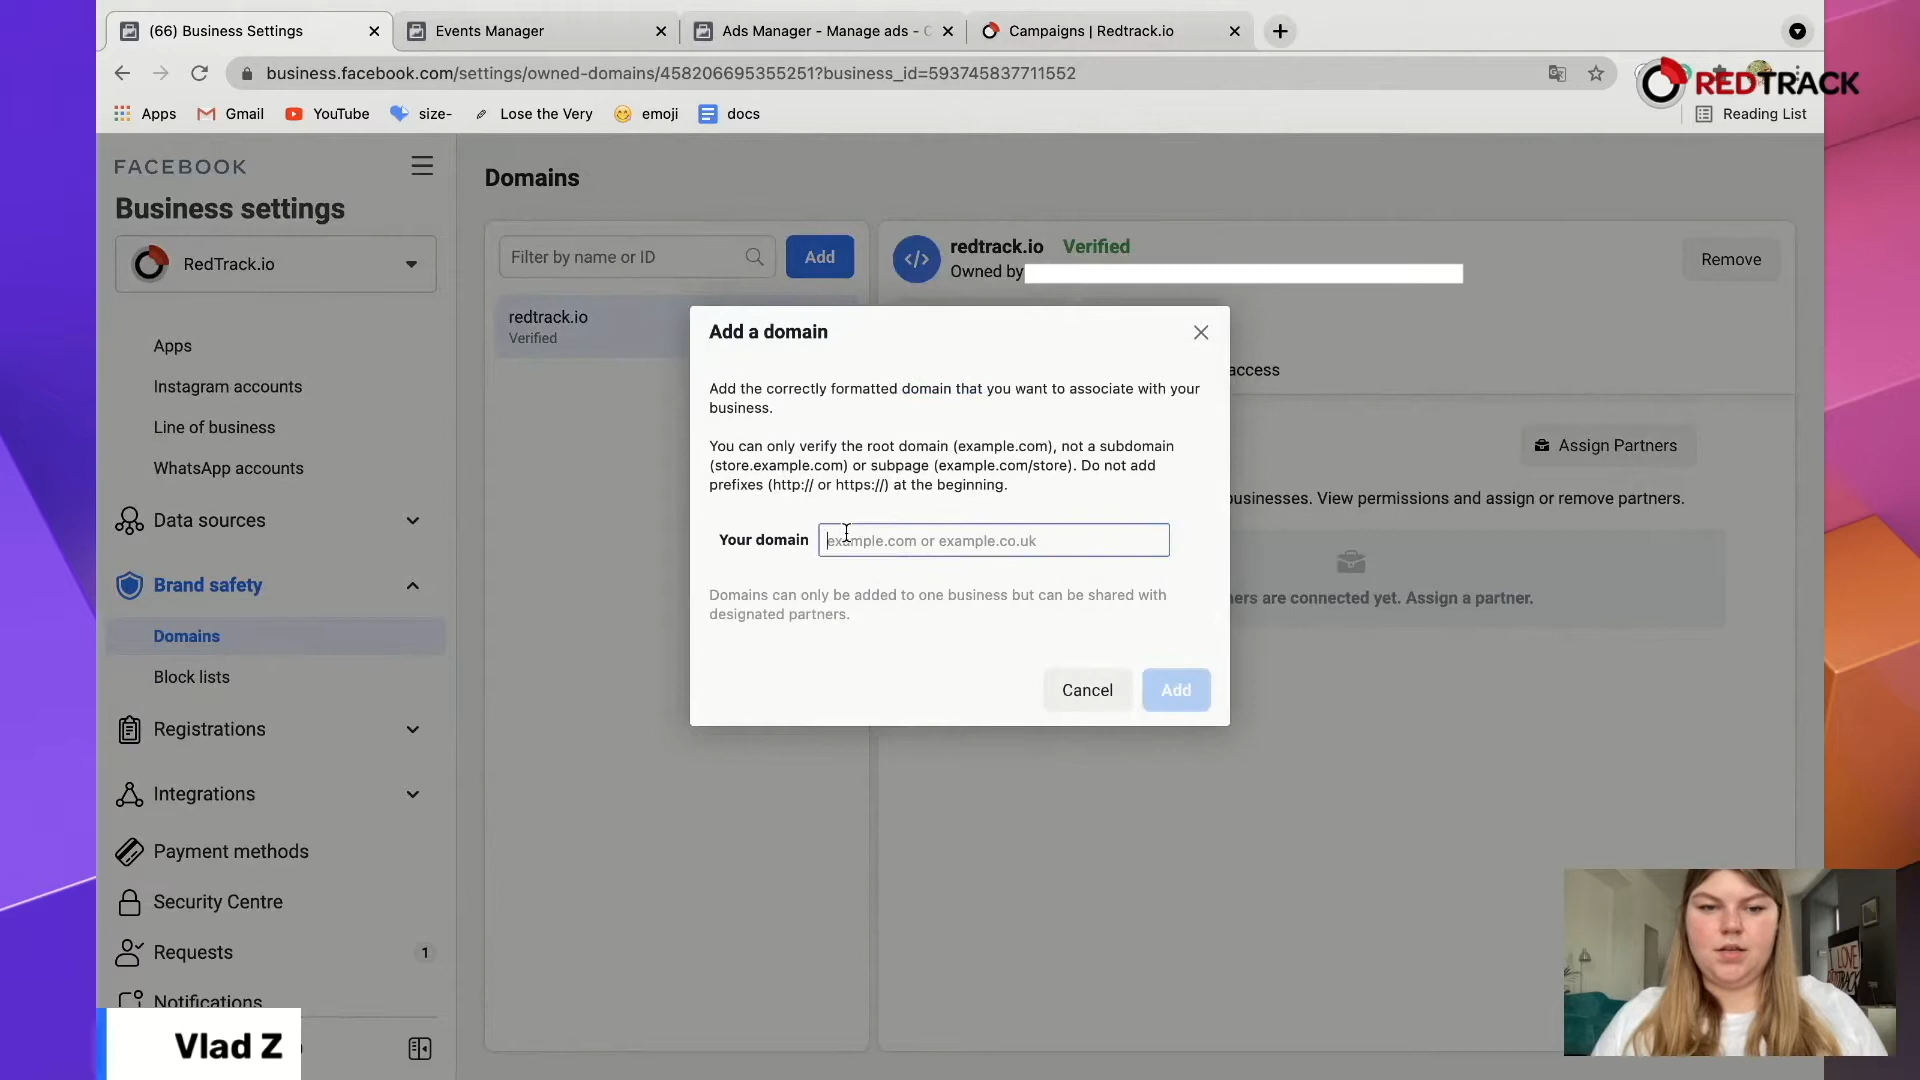 (66) Business Settings
Events Manager
Ads Manager - Manage ads - C
Campaigns | Redtrack.io
business.facebook.com/settings/owned-domains/458206695355251?business_id=593745837711552
REDTRACK
Apps
Gmail
YouTube
size-
Lose the Very
emoji
docs
Reading List
FACEBOOK
Business settings
RedTrack.io
Apps
Instagram accounts
Line of business
WhatsApp accounts
Data sources
Brand safety
Domains
Block lists
Registrations
Integrations
Payment methods
Security Centre
Requests
1
Notifications
Domains
Filter by name or ID
Add
redtrack.io
Verified
redtrack.io Verified
Owned by
Remove
access
Assign Partners
businesses. View permissions and assign or remove partners.
ers are connected yet. Assign a partner.
Add a domain
Add the correctly formatted domain that you want to associate with your
business.
You can only verify the root domain (example.com), not a subdomain
(store.example.com) or subpage (example.com/store). Do not add
prefixes (http:// or https://) at the beginning.
Your domain
example.com or example.co.uk
Domains can only be added to one business but can be shared with
designated partners.
Cancel
Add
I LOVE
REDTRACK
Vlad Z